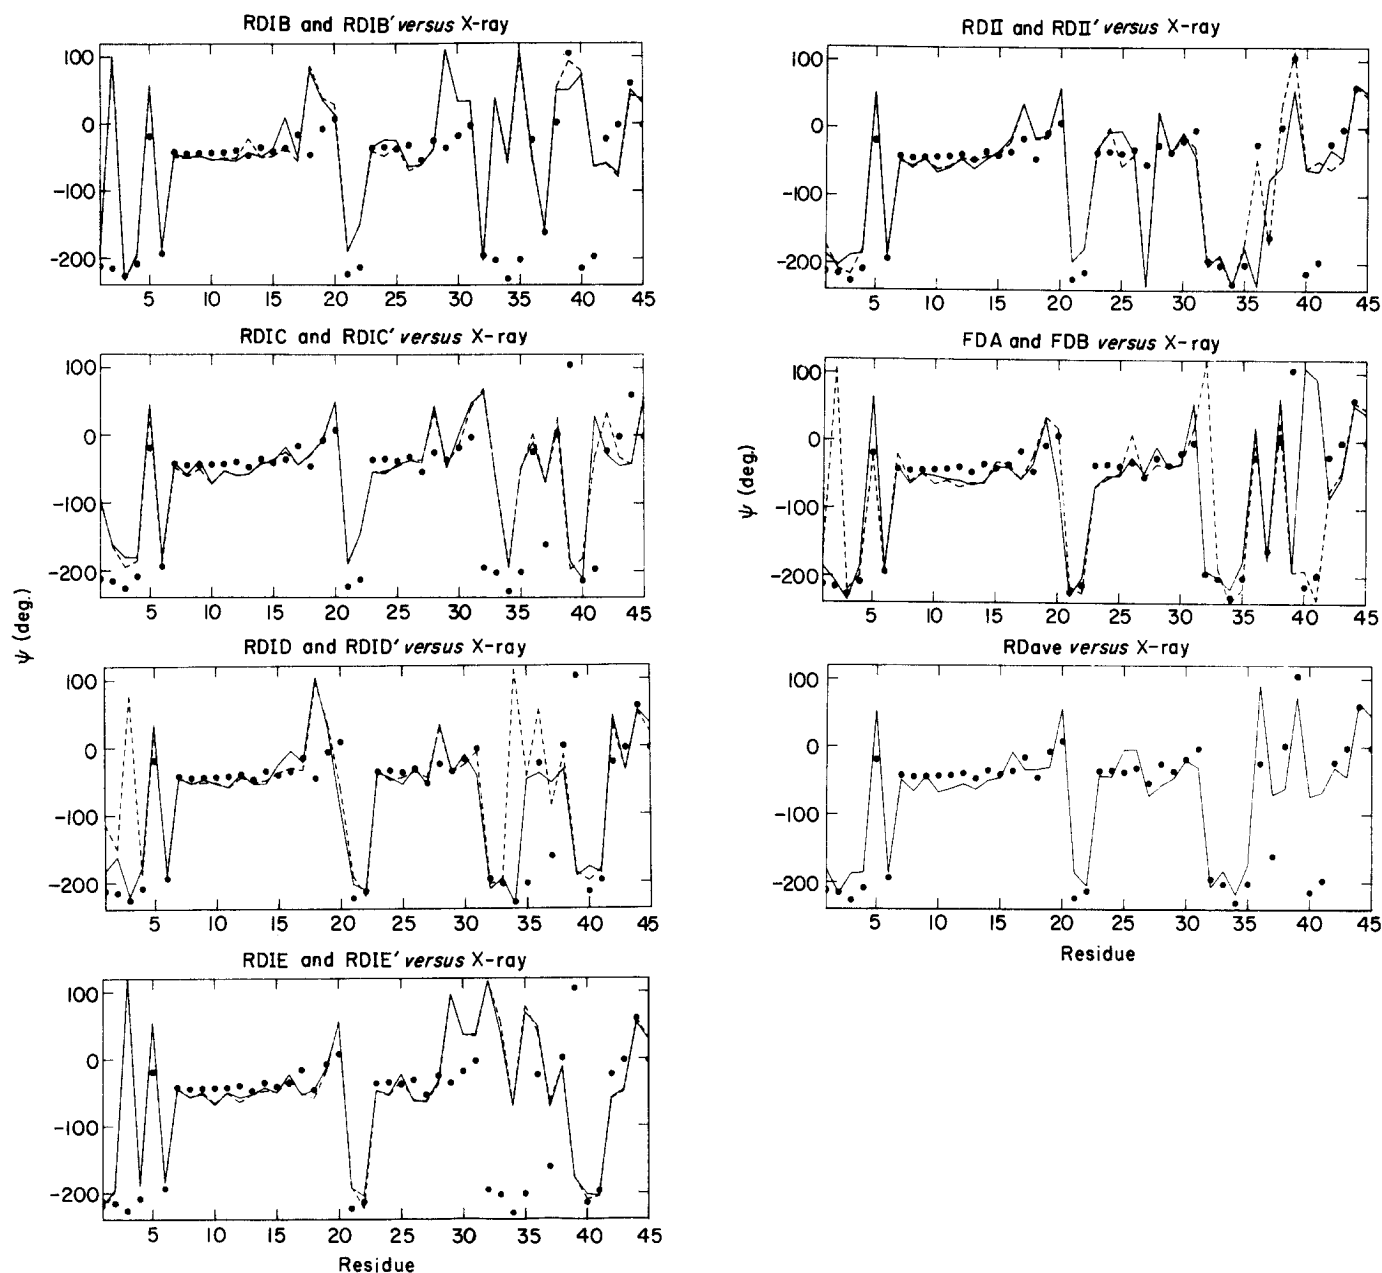 RDIB and RDIB′ versus X-ray
100
0
-100
-200
5 10 15 20 25 30 35 40 45
RDIC and RDIC′ versus X-ray
100
0
-100
-200
5 10 15 20 25 30 35 40 45
ψ (deg.)
RDID and RDID′ versus X-ray
100
0
-100
-200
5 10 15 20 25 30 35 40 45
RDIE and RDIE′ versus X-ray
100
0
-100
-200
5 10 15 20 25 30 35 40 45
Residue
RDII and RDII′ versus X-ray
100
0
-100
-200
5 10 15 20 25 30 35 40 45
FDA and FDB versus X-ray
100
0
-100
-200
5 10 15 20 25 30 35 40 45
ψ (deg.)
RDave versus X-ray
100
0
-100
-200
5 10 15 20 25 30 35 40 45
Residue